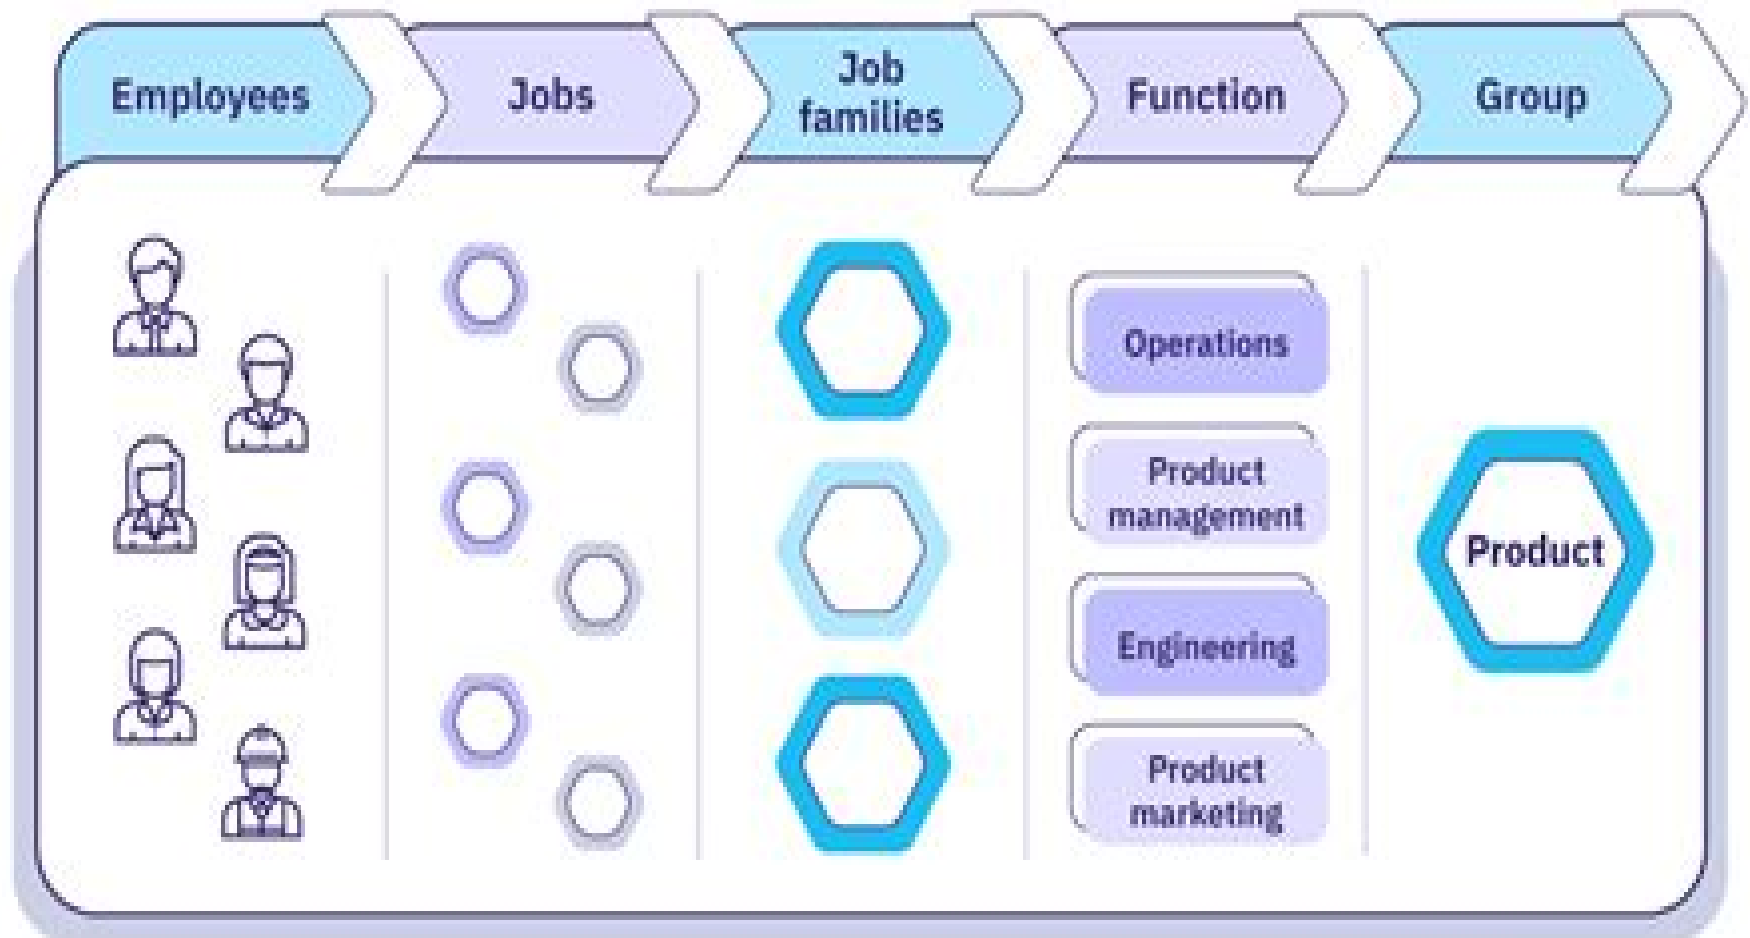 Employees
Jobs
Job
families
Function
Group
Operations
Product
management
Engineering
Product
marketing
Product